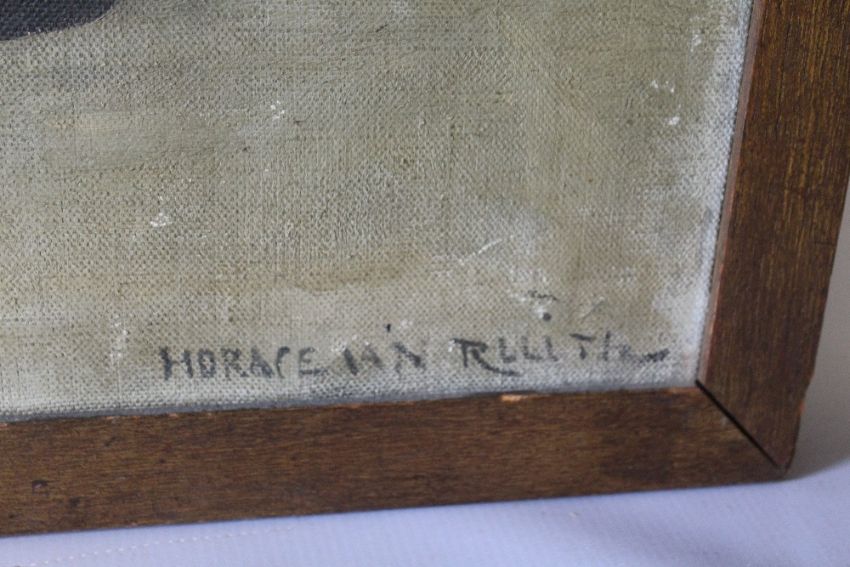 HORACE VAN RUITH